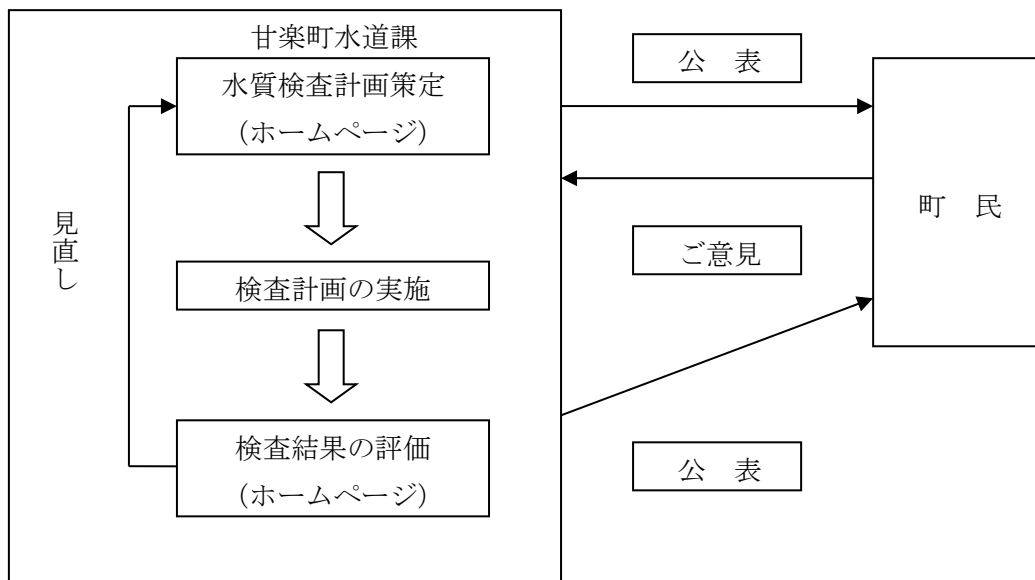 甘楽町水道課
水質検査計画策定
（ホームページ）
検査計画の実施
検査結果の評価
（ホームページ）
見直し
公　表
ご意見
公　表
町　民